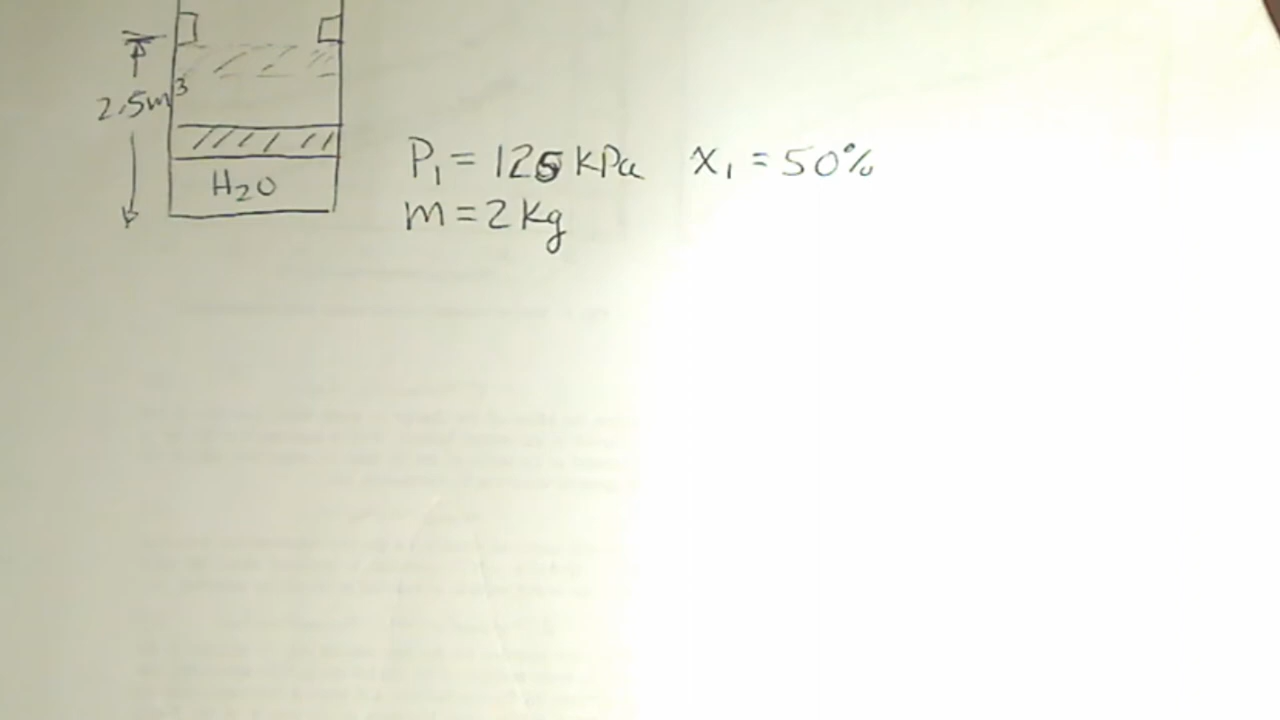 2.5m³
H₂O
P₁ = 125 kPa x₁ = 50%
m = 2 kg